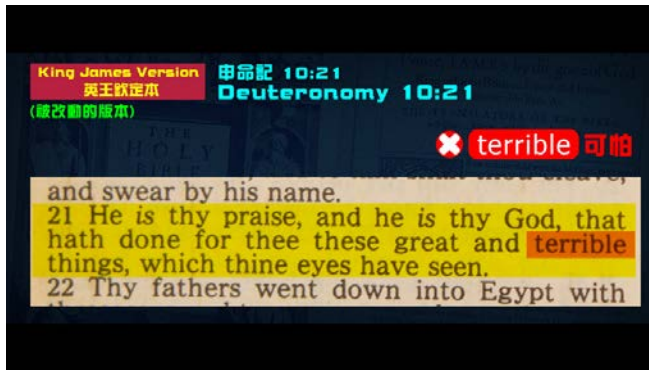 King James Version
英王欽定本
(被改動的版本)
申命記 10:21
Deuteronomy 10:21
terrible 可怕
and swear by his name.
21 He is thy praise, and he is thy God, that
hath done for thee these great and terrible
things, which thine eyes have seen.
22 Thy fathers went down into Egypt with